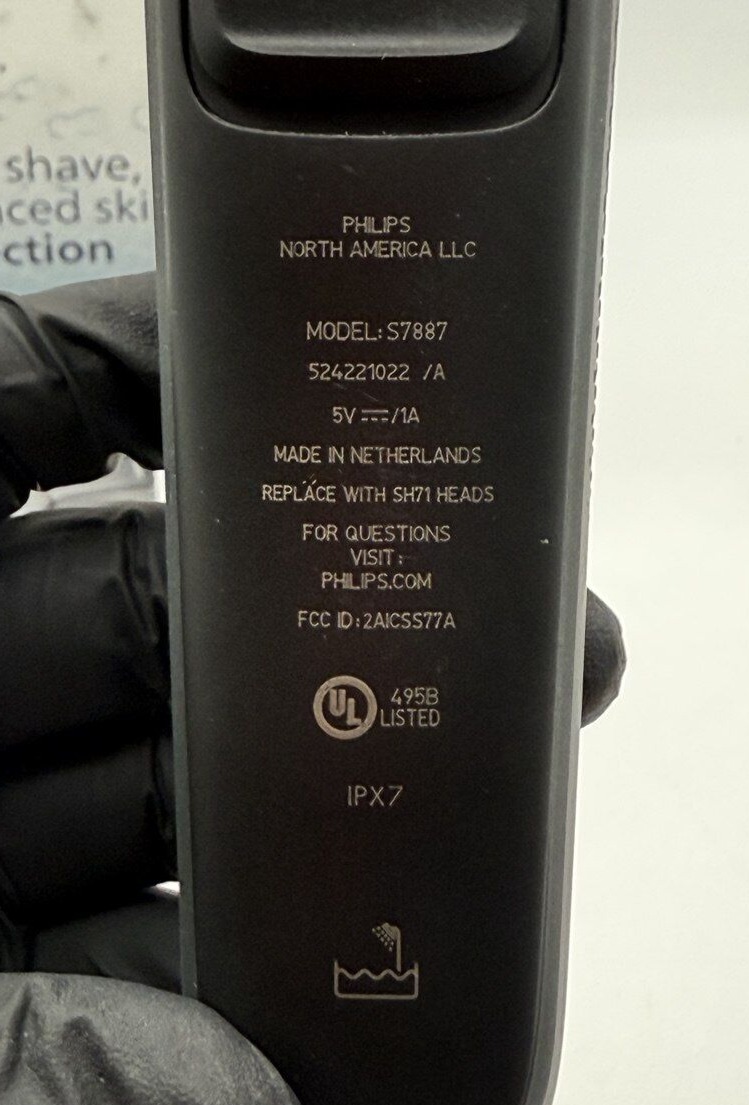 shave,
nced ski
ction
PHILIPS
NORTH AMERICA LLC
MODEL: S7887
524221022 /A
5V ⎓/1A
MADE IN NETHERLANDS
REPLACE WITH SH71 HEADS
FOR QUESTIONS
VISIT:
PHILIPS.COM
FCC ID: 2AICSS77A
UL 495B
LISTED
IPX7